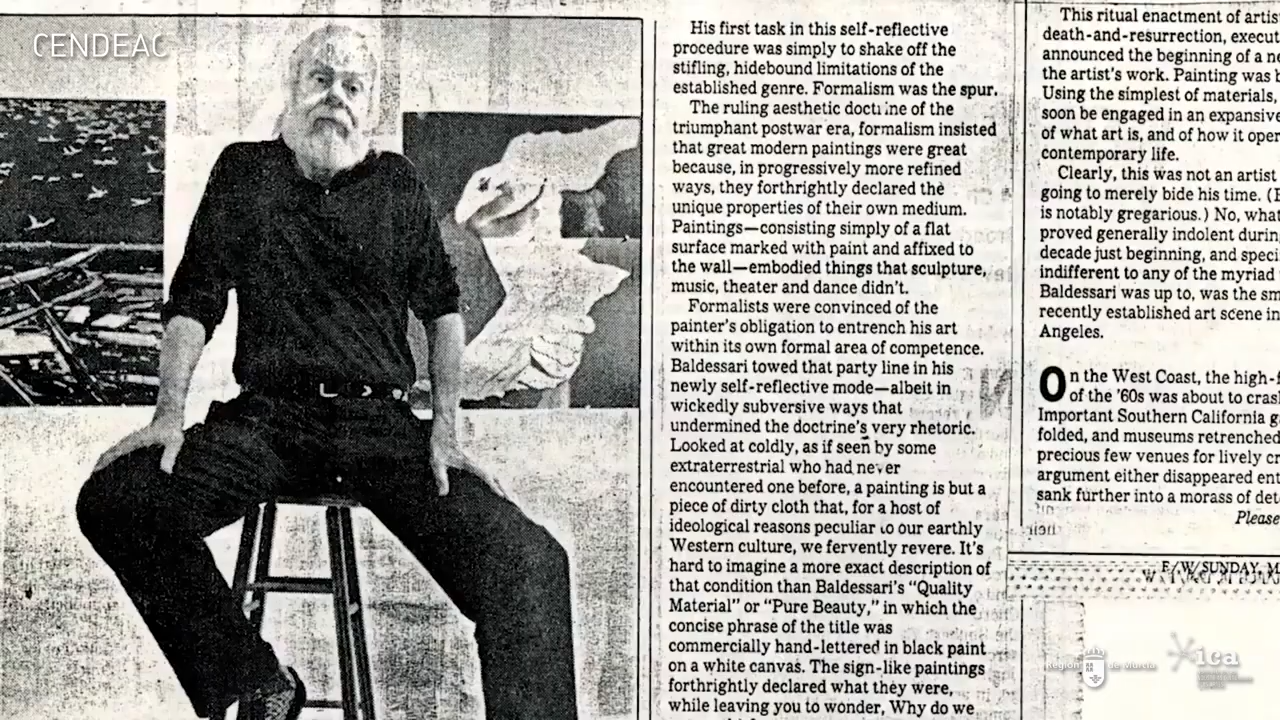 CENDEAC
His first task in this self-reflective
procedure was simply to shake off the
stifling, hidebound limitations of the
established genre. Formalism was the spur.
The ruling aesthetic doctrine of the
triumphant postwar era, formalism insisted
that great modern paintings were great
because, in progressively more refined
ways, they forthrightly declared the
unique properties of their own medium.
Paintings—consisting simply of a flat
surface marked with paint and affixed to
the wall—embodied things that sculpture,
music, theater and dance didn't.
Formalists were convinced of the
painter's obligation to entrench his art
within its own formal area of competence.
Baldessari towed that party line in his
newly self-reflective mode—albeit in
wickedly subversive ways that
undermined the doctrine's very rhetoric.
Looked at coldly, as if seen by some
extraterrestrial who had never
encountered one before, a painting is but a
piece of dirty cloth that, for a host of
ideological reasons peculiar to our earthly
Western culture, we fervently revere. It's
hard to imagine a more exact description of
that condition than Baldessari's “Quality
Material” or “Pure Beauty,” in which the
concise phrase of the title was
commercially hand-lettered in black paint
on a white canvas. The sign-like paintings
forthrightly declared what they were,
while leaving you to wonder, Why do we
This ritual enactment of artis
death-and-resurrection, execut
announced the beginning of a ne
the artist's work. Painting was b
Using the simplest of materials,
soon be engaged in an expansive
of what art is, and of how it oper
contemporary life.
Clearly, this was not an artist
going to merely bide his time. (B
is notably gregarious.) No, what
proved generally indolent during
decade just beginning, and speci
indifferent to any of the myriad
Baldessari was up to, was the sm
recently established art scene in
Angeles.
On the West Coast, the high-f
of the '60s was about to crash
Important Southern California ga
folded, and museums retrenched
precious few venues for lively cr
argument either disappeared ent
sank further into a morass of det
Please
F/W/SUNDAY, M
Región de Murcia
ica